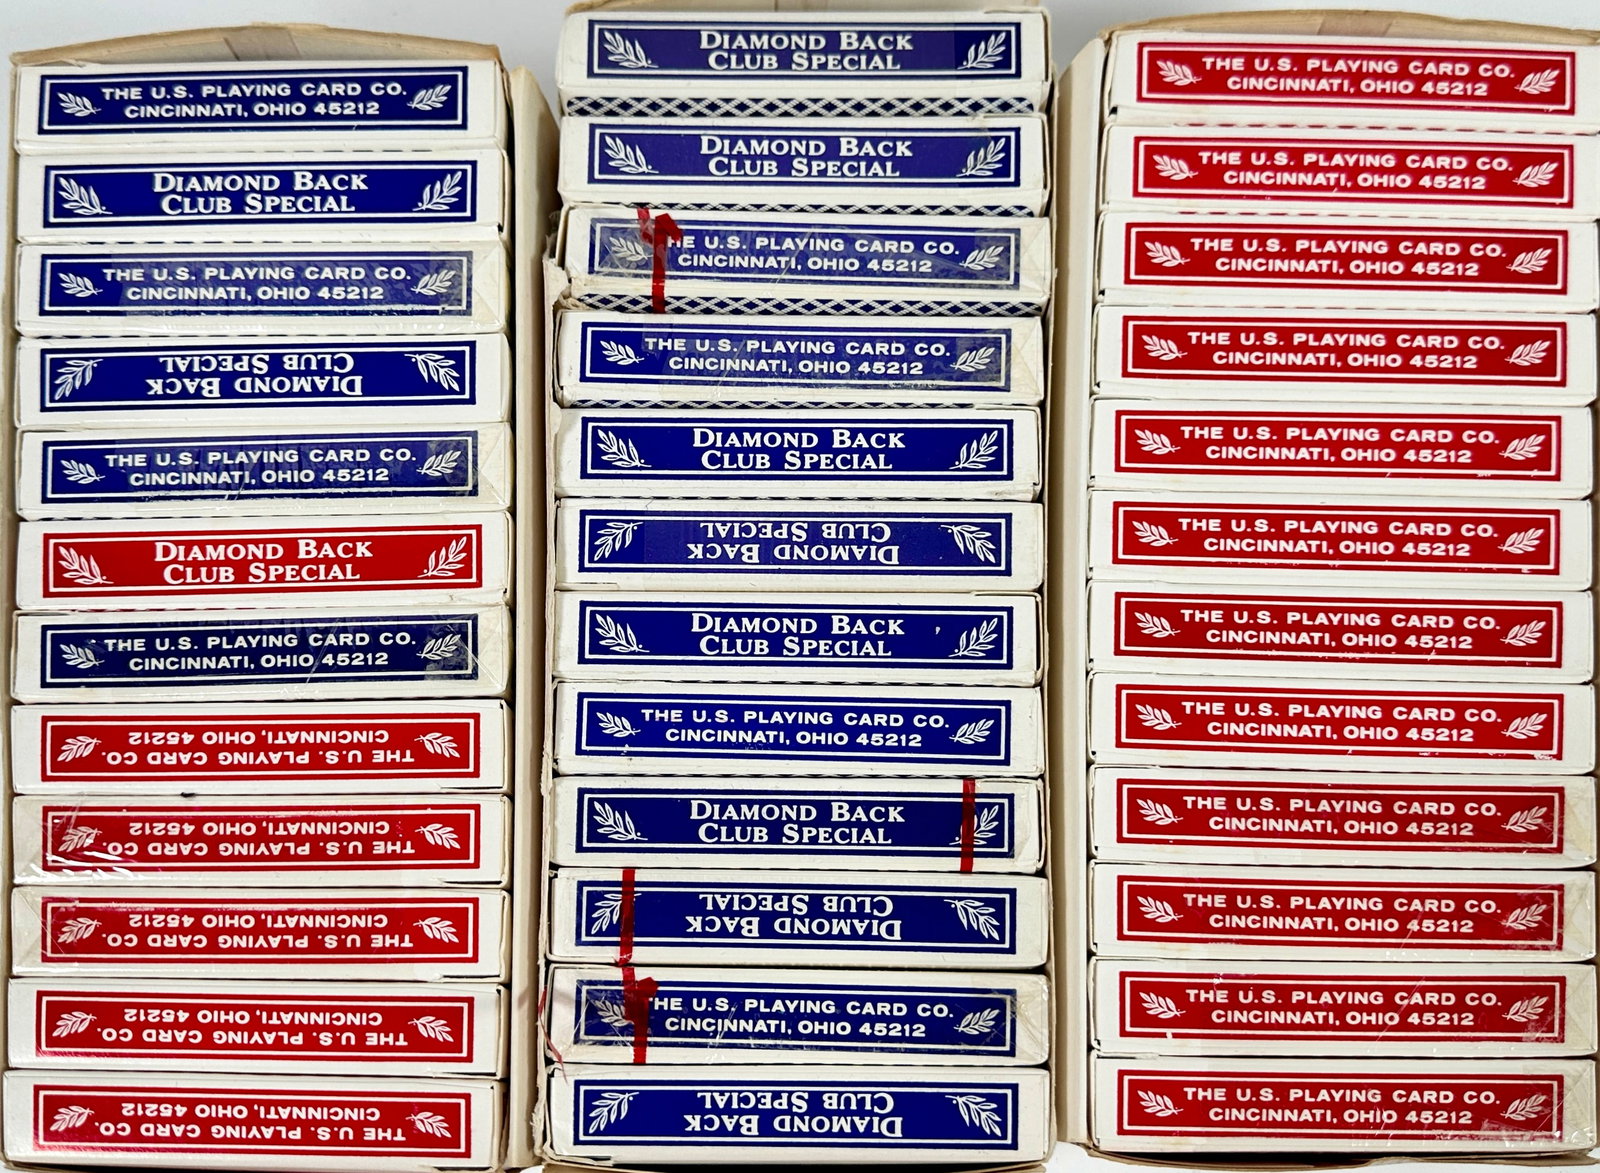 THE U.S. PLAYING CARD CO.
CINCINNATI, OHIO 45212
DIAMOND BACK
CLUB SPECIAL
THE U.S. PLAYING CARD CO.
CINCINNATI, OHIO 45212
DIAMOND BACK
CLUB SPECIAL
THE U.S. PLAYING CARD CO.
CINCINNATI, OHIO 45212
DIAMOND BACK
CLUB SPECIAL
THE U.S. PLAYING CARD CO.
CINCINNATI, OHIO 45212
THE U.S. PLAYING CARD CO.
CINCINNATI, OHIO 45212
THE U.S. PLAYING CARD CO.
CINCINNATI, OHIO 45212
THE U.S. PLAYING CARD CO.
CINCINNATI, OHIO 45212
THE U.S. PLAYING CARD CO.
CINCINNATI, OHIO 45212
THE U.S. PLAYING CARD CO.
CINCINNATI, OHIO 45212
DIAMOND BACK
CLUB SPECIAL
DIAMOND BACK
CLUB SPECIAL
THE U.S. PLAYING CARD CO.
CINCINNATI, OHIO 45212
THE U.S. PLAYING CARD CO.
CINCINNATI, OHIO 45212
DIAMOND BACK
CLUB SPECIAL
DIAMOND BACK
CLUB SPECIAL
DIAMOND BACK
CLUB SPECIAL
THE U.S. PLAYING CARD CO.
CINCINNATI, OHIO 45212
DIAMOND BACK
CLUB SPECIAL
DIAMOND BACK
CLUB SPECIAL
THE U.S. PLAYING CARD CO.
CINCINNATI, OHIO 45212
DIAMOND BACK
CLUB SPECIAL
THE U.S. PLAYING CARD CO.
CINCINNATI, OHIO 45212
THE U.S. PLAYING CARD CO.
CINCINNATI, OHIO 45212
THE U.S. PLAYING CARD CO.
CINCINNATI, OHIO 45212
THE U.S. PLAYING CARD CO.
CINCINNATI, OHIO 45212
THE U.S. PLAYING CARD CO.
CINCINNATI, OHIO 45212
THE U.S. PLAYING CARD CO.
CINCINNATI, OHIO 45212
THE U.S. PLAYING CARD CO.
CINCINNATI, OHIO 45212
THE U.S. PLAYING CARD CO.
CINCINNATI, OHIO 45212
THE U.S. PLAYING CARD CO.
CINCINNATI, OHIO 45212
THE U.S. PLAYING CARD CO.
CINCINNATI, OHIO 45212
THE U.S. PLAYING CARD CO.
CINCINNATI, OHIO 45212
THE U.S. PLAYING CARD CO.
CINCINNATI, OHIO 45212